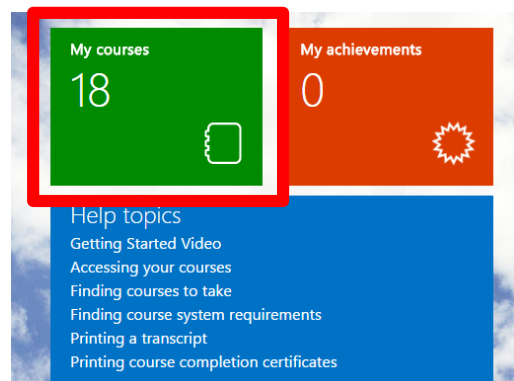 My courses
18
My achievements
0
Help topics
Getting Started Video
Accessing your courses
Finding courses to take
Finding course system requirements
Printing a transcript
Printing course completion certificates